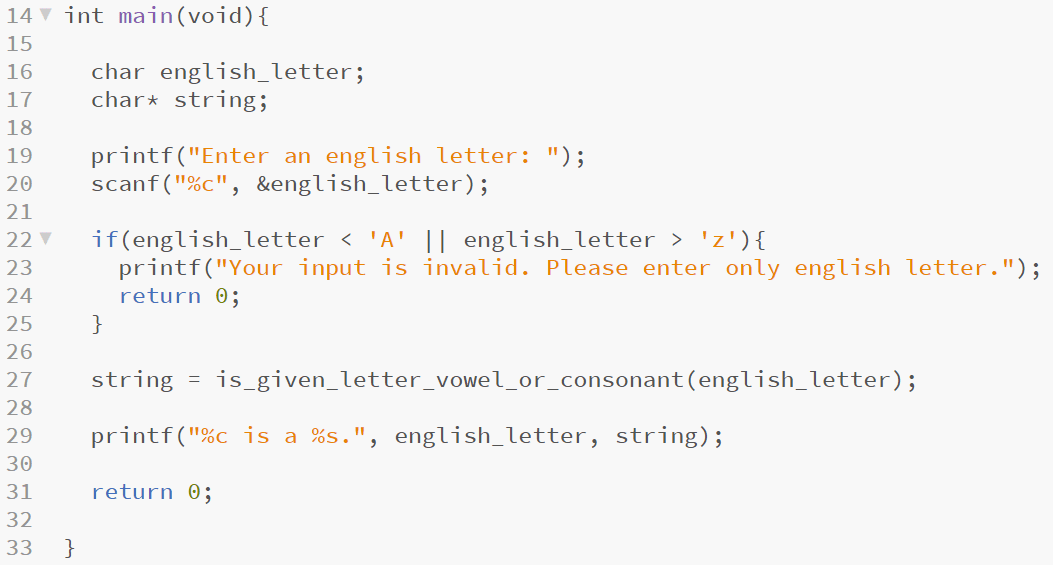 14 int main(void){
15
16 char english_letter;
17 char* string;
18
19 printf("Enter an english letter: ");
20 scanf("%c", &english_letter);
21
22 if(english_letter < 'A' || english_letter > 'z'){
23 printf("Your input is invalid. Please enter only english letter.");
24 return 0;
25 }
26
27 string = is_given_letter_vowel_or_consonant(english_letter);
28
29 printf("%c is a %s.", english_letter, string);
30
31 return 0;
32
33 }